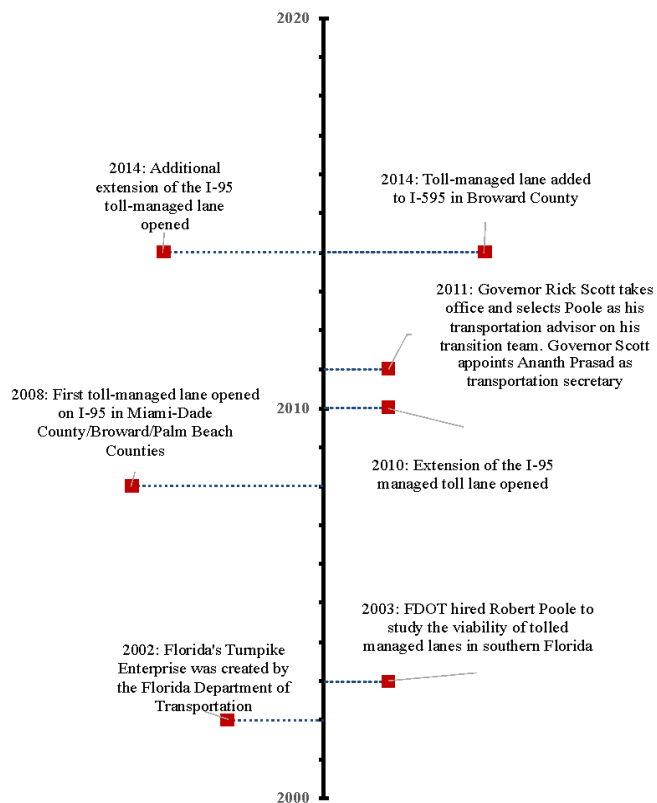 2020
2014: Additional
extension of the I-95
toll-managed lane
opened
2014: Toll-managed lane added
to I-595 in Broward County
2011: Governor Rick Scott takes
office and selects Poole as his
transportation advisor on his
transition team. Governor Scott
appoints Ananth Prasad as
transportation secretary
2008: First toll-managed lane opened
on I-95 in Miami-Dade
County/Broward/Palm Beach
Counties
2010
2010: Extension of the I-95
managed toll lane opened
2003: FDOT hired Robert Poole to
study the viability of tolled
managed lanes in southern Florida
2002: Florida's Turnpike
Enterprise was created by
the Florida Department of
Transportation
2000